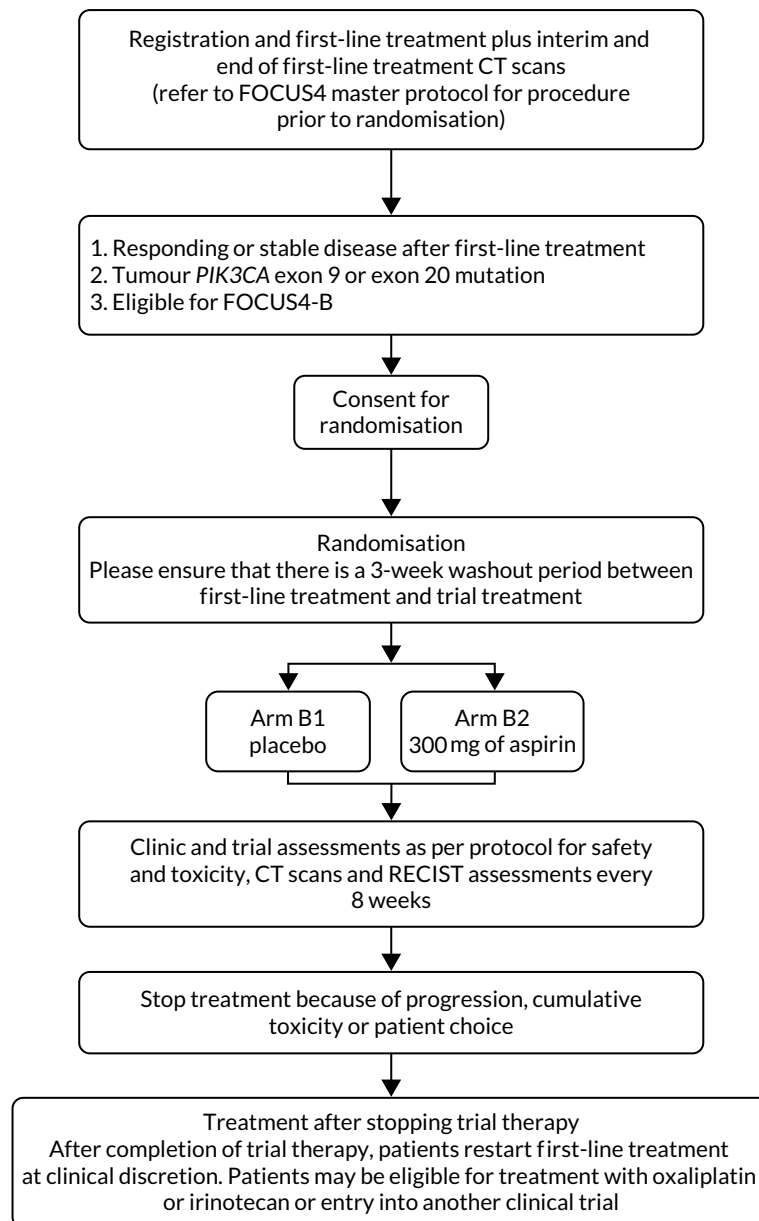 Registration and first-line treatment plus interim and
end of first-line treatment CT scans
(refer to FOCUS4 master protocol for procedure
prior to randomisation)
1. Responding or stable disease after first-line treatment
2. Tumour PIK3CA exon 9 or exon 20 mutation
3. Eligible for FOCUS4-B
Consent for
randomisation
Randomisation
Please ensure that there is a 3-week washout period between
first-line treatment and trial treatment
Arm B1
placebo
Arm B2
300 mg of aspirin
Clinic and trial assessments as per protocol for safety
and toxicity, CT scans and RECIST assessments every
8 weeks
Stop treatment because of progression, cumulative
toxicity or patient choice
Treatment after stopping trial therapy
After completion of trial therapy, patients restart first-line treatment
at clinical discretion. Patients may be eligible for treatment with oxaliplatin
or irinotecan or entry into another clinical trial